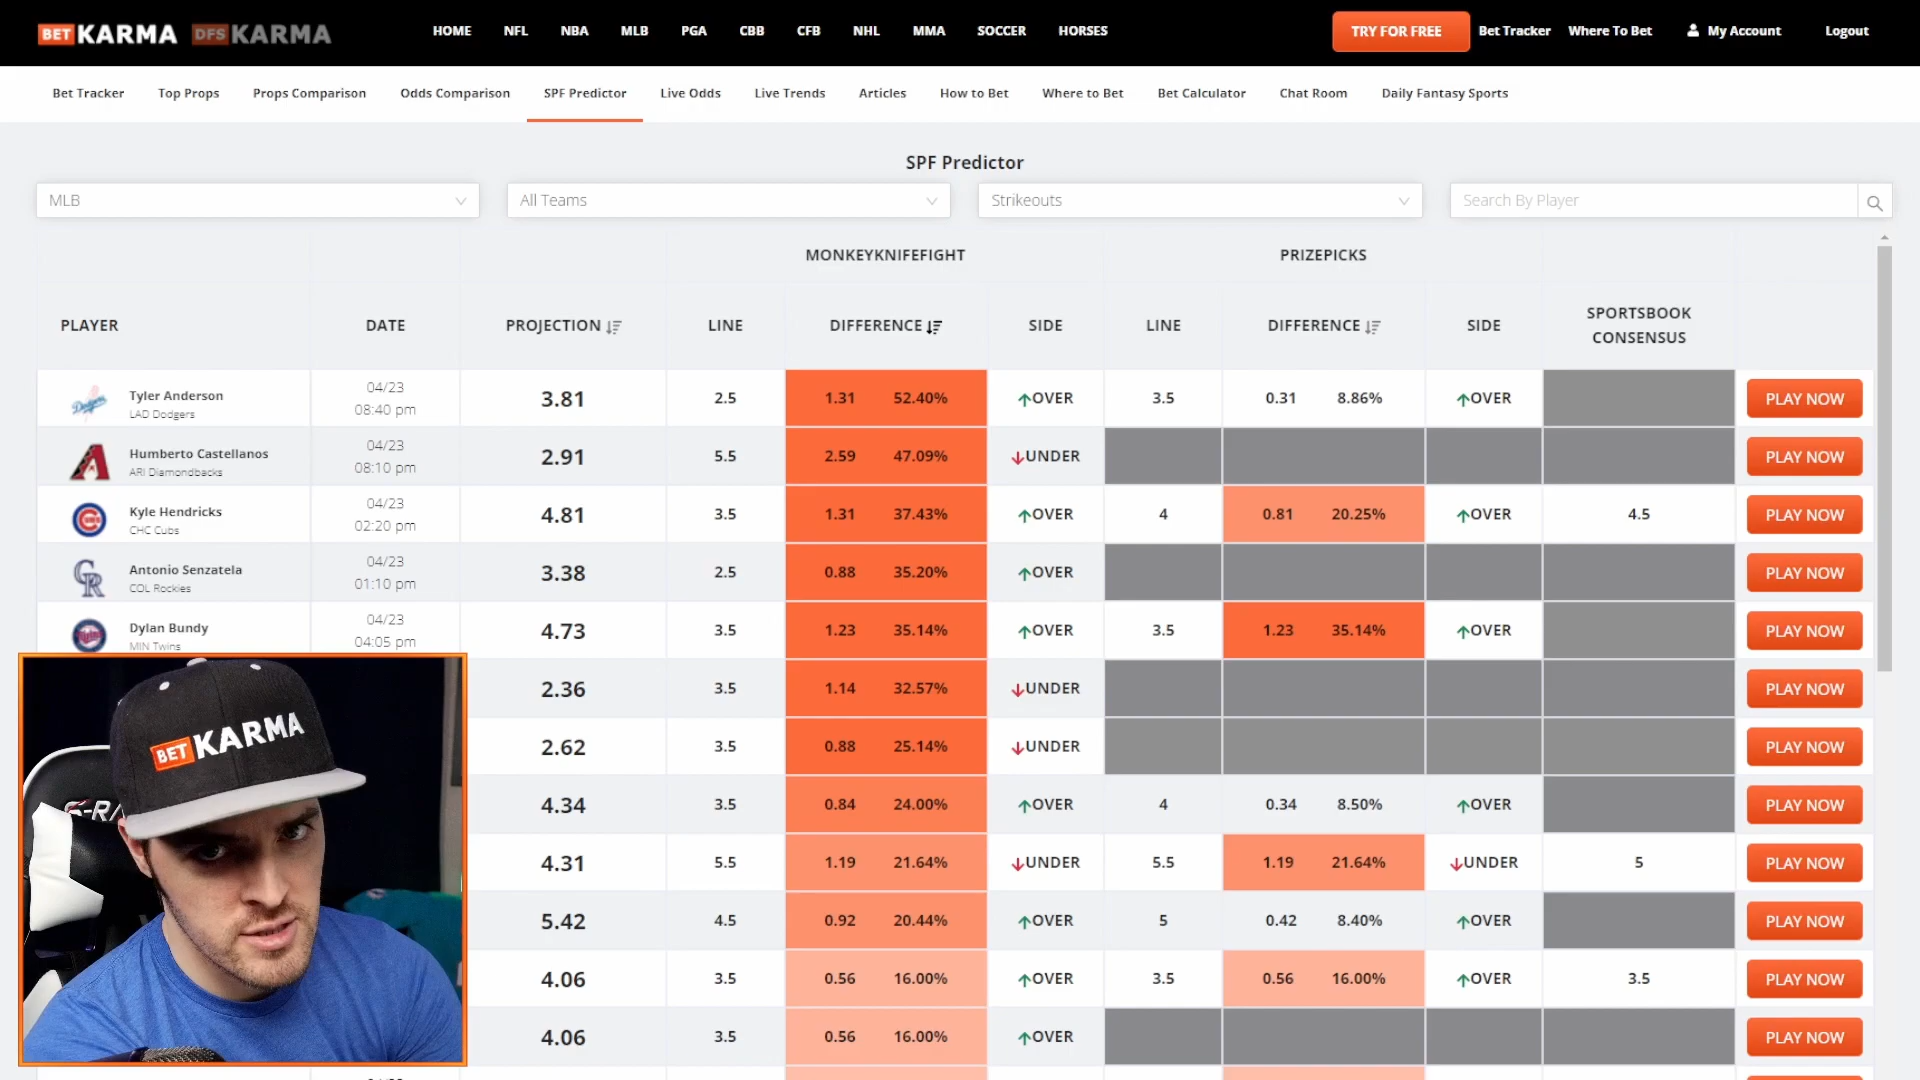 BET KARMA DFS KARMA HOME NFL NBA MLB PGA CBB CFB NHL MMA SOCCER HORSES TRY FOR FREE Bet Tracker Where To Bet My Account Logout
Bet Tracker Top Props Props Comparison Odds Comparison SPF Predictor Live Odds Live Trends Articles How to Bet Where to Bet Bet Calculator Chat Room Daily Fantasy Sports
SPF Predictor
MLB All Teams Strikeouts Search By Player
MONKEYKNIFEFIGHT PRIZEPICKS
PLAYER DATE PROJECTION LINE DIFFERENCE SIDE LINE DIFFERENCE SIDE SPORTSBOOK
CONSENSUS
Tyler Anderson 04/23
LAD Dodgers 08:40 pm 3.81 2.5 1.31 52.40% OVER 3.5 0.31 8.86% OVER PLAY NOW
Humberto Castellanos 04/23
ARI Diamondbacks 08:10 pm 2.91 5.5 2.59 47.09% UNDER PLAY NOW
Kyle Hendricks 04/23
CHC Cubs 02:20 pm 4.81 3.5 1.31 37.43% OVER 4 0.81 20.25% OVER 4.5 PLAY NOW
Antonio Senzatela 04/23
COL Rockies 01:10 pm 3.38 2.5 0.88 35.20% OVER PLAY NOW
Dylan Bundy 04/23
MIN Twins 04:05 pm 4.73 3.5 1.23 35.14% OVER 3.5 1.23 35.14% OVER PLAY NOW
2.36 3.5 1.14 32.57% UNDER PLAY NOW
2.62 3.5 0.88 25.14% UNDER PLAY NOW
4.34 3.5 0.84 24.00% OVER 4 0.34 8.50% OVER PLAY NOW
4.31 5.5 1.19 21.64% UNDER 5.5 1.19 21.64% UNDER 5 PLAY NOW
5.42 4.5 0.92 20.44% OVER 5 0.42 8.40% OVER PLAY NOW
4.06 3.5 0.56 16.00% OVER 3.5 0.56 16.00% OVER 3.5 PLAY NOW
4.06 3.5 0.56 16.00% OVER PLAY NOW
BET KARMA